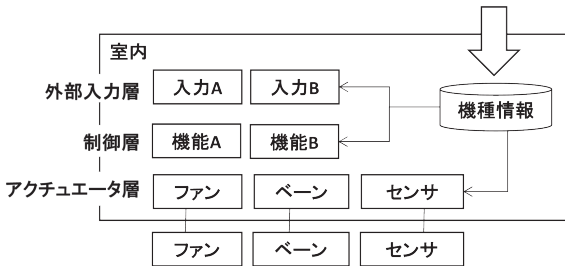 室内
外部入力層
入力A
入力B
機種情報
制御層
機能A
機能B
アクチュエータ層
ファン
ベーン
センサ
ファン
ベーン
センサ